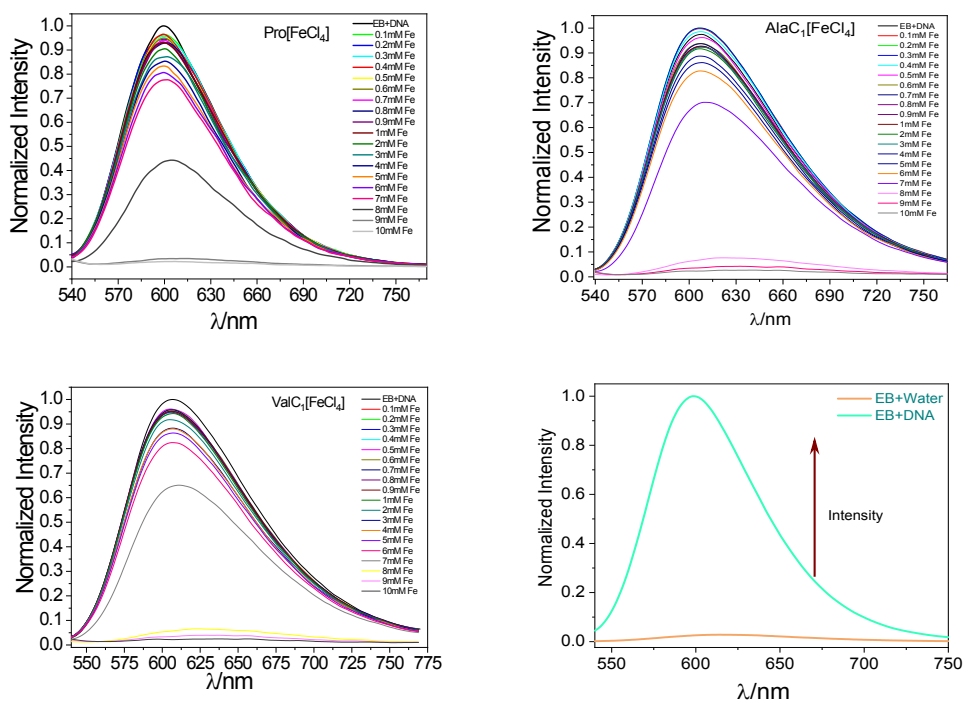 Pro[FeCl4]
Normalized Intensity
1.0
0.9
0.8
0.7
0.6
0.5
0.4
0.3
0.2
0.1
0.0
540 570 600 630 660 690 720 750
λ/nm
EB+DNA
0.1mM Fe
0.2mM Fe
0.3mM Fe
0.4mM Fe
0.5mM Fe
0.6mM Fe
0.7mM Fe
0.8mM Fe
0.9mM Fe
1mM Fe
2mM Fe
3mM Fe
4mM Fe
5mM Fe
6mM Fe
7mM Fe
8mM Fe
9mM Fe
10mM Fe
AlaC1[FeCl4]
Normalized Intensity
1.0
0.9
0.8
0.7
0.6
0.5
0.4
0.3
0.2
0.1
0.0
540 570 600 630 660 690 720 750
λ/nm
EB+DNA
0.1mM Fe
0.2mM Fe
0.3mM Fe
0.4mM Fe
0.5mM Fe
0.6mM Fe
0.7mM Fe
0.8mM Fe
0.9mM Fe
1mM Fe
2mM Fe
3mM Fe
4mM Fe
5mM Fe
6mM Fe
7mM Fe
8mM Fe
9mM Fe
10mM Fe
ValC1[FeCl4]
Normalized Intensity
1.0
0.9
0.8
0.7
0.6
0.5
0.4
0.3
0.2
0.1
0.0
550 575 600 625 650 675 700 725 750 775
λ/nm
EB+DNA
0.1mM Fe
0.2mM Fe
0.3mM Fe
0.4mM Fe
0.5mM Fe
0.6mM Fe
0.7mM Fe
0.8mM Fe
0.9mM Fe
1mM Fe
2mM Fe
3mM Fe
4mM Fe
5mM Fe
6mM Fe
7mM Fe
8mM Fe
9mM Fe
10mM Fe
EB+Water
EB+DNA
Normalized Intensity
1.0
0.8
0.6
0.4
0.2
0.0
Intensity
550 600 650 700 750
λ/nm